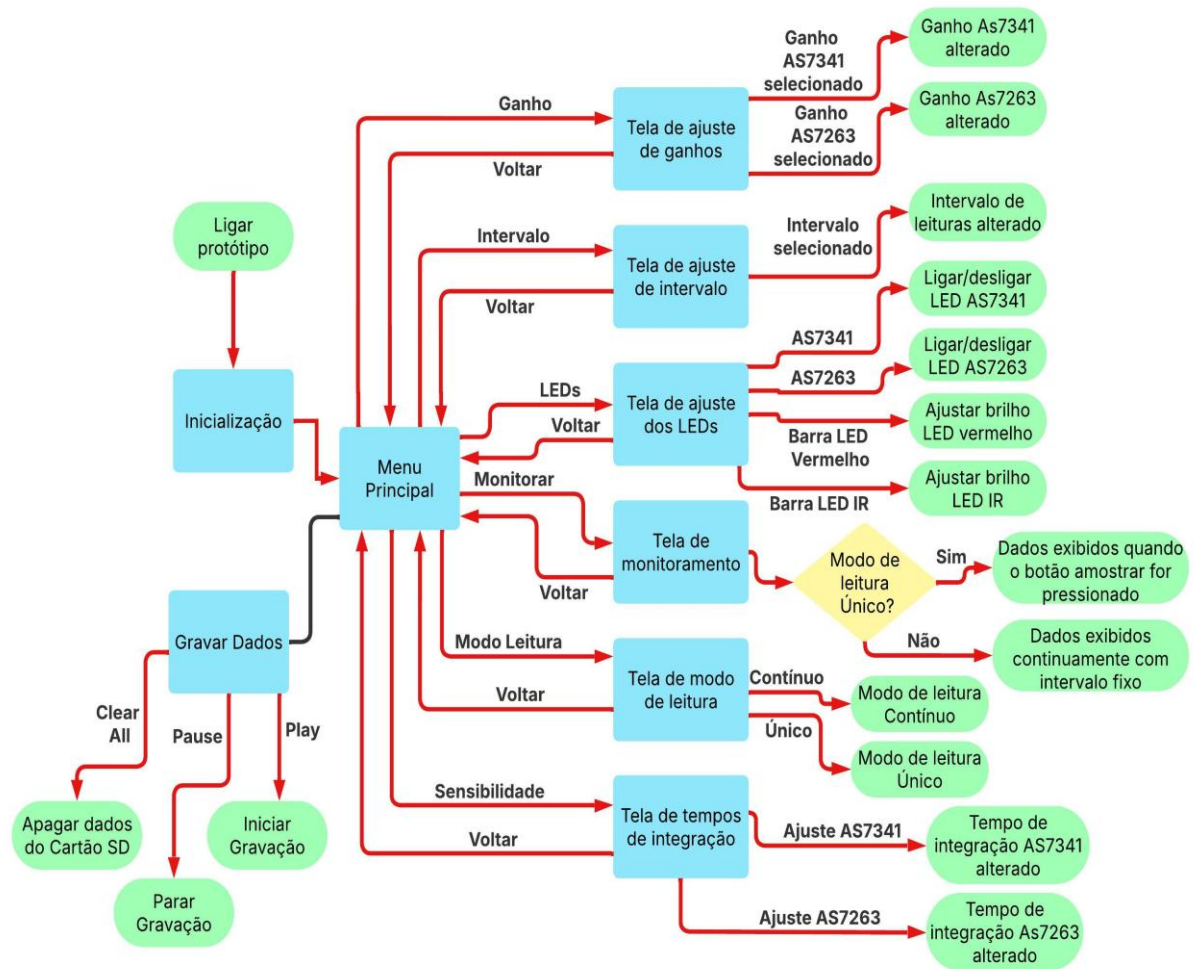 Ligar
protótipo
Inicialização
Menu
Principal
Gravar Dados
Clear
All
Pause
Play
Apagar dados
do Cartão SD
Parar
Gravação
Iniciar
Gravação
Ganho
Voltar
Tela de ajuste
de ganhos
Ganho
AS7341
selecionado
Ganho
AS7263
selecionado
Ganho As7341
alterado
Ganho As7263
alterado
Intervalo
Voltar
Tela de ajuste
de intervalo
Intervalo
selecionado
Intervalo de
leituras alterado
LEDs
Voltar
Tela de ajuste
dos LEDs
AS7341
AS7263
Barra LED
Vermelho
Barra LED IR
Ligar/desligar
LED AS7341
Ligar/desligar
LED AS7263
Ajustar brilho
LED vermelho
Ajustar brilho
LED IR
Monitorar
Voltar
Tela de
monitoramento
Modo de
leitura
Único?
Sim
Não
Dados exibidos quando
o botão amostrar for
pressionado
Dados exibidos
continuamente com
intervalo fixo
Modo Leitura
Voltar
Tela de modo
de leitura
Contínuo
Único
Modo de leitura
Contínuo
Modo de leitura
Único
Sensibilidade
Voltar
Tela de tempos
de integração
Ajuste AS7341
Ajuste AS7263
Tempo de
integração AS7341
alterado
Tempo de
integração As7263
alterado